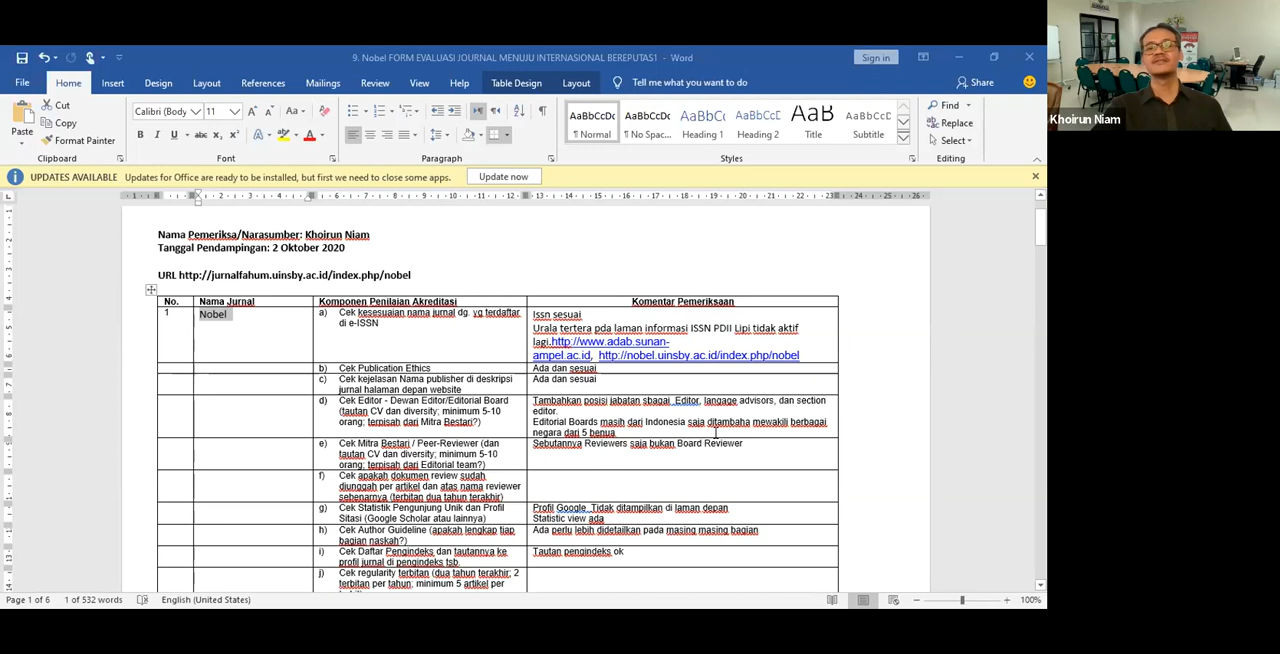 9. Nobel FORM EVALUASI JOURNAL MENUJU INTERNASIONAL BEREPUTAS1 - Word
Sign in
File Home Insert Design Layout References Mailings Review View Help Table Design Layout Tell me what you want to do Share
Paste
Cut
Copy
Format Painter
Clipboard
Calibri (Body) 11
Font
Paragraph
AaBbCcDc AaBbCcDc AaBbCc AaBbCcC AaB AaBbCcC
¶ Normal ¶ No Spac... Heading 1 Heading 2 Title Subtitle
Styles
Find
Replace
Select
Editing
Khoirun Niam
UPDATES AVAILABLE Updates for Office are ready to be installed, but first we need to close some apps. Update now
Nama Pemeriksa/Narasumber: Khoirun Niam
Tanggal Pendampingan: 2 Oktober 2020
URL http://jurnalfahum.uinsby.ac.id/index.php/nobel
No. Nama Jurnal Komponen Penilaian Akreditasi Komentar Pemeriksaan
1 Nobel
a) Cek kesesuaian nama jurnal dg. yg terdaftar
di e-ISSN
Issn sesuai
Urala tertera pda laman informasi ISSN PDII Lipi tidak aktif
lagi.http://www.adab.sunan-
ampel.ac.id, http://nobel.uinsby.ac.id/index.php/nobel
b) Cek Publication Ethics
Ada dan sesuai
c) Cek kejelasan Nama publisher di deskripsi
jurnal halaman depan website
Ada dan sesuai
d) Cek Editor - Dewan Editor/Editorial Board
(tautan CV dan diversity; minimum 5-10
orang; terpisah dari Mitra Bestari?)
Tambahkan posisi jabatan sbagai Editor, langage advisors, dan section
editor.
Editorial Boards masih dari Indonesia saja ditambaha mewakili berbagai
negara dari 5 benua
e) Cek Mitra Bestari / Peer-Reviewer (dan
tautan CV dan diversity; minimum 5-10
orang; terpisah dari Editorial team?)
Sebutannya Reviewers saja bukan Board Reviewer
f) Cek apakah dokumen review sudah
diunggah per artikel dan atas nama reviewer
sebenarnya (terbitan dua tahun terakhir)
g) Cek Statistik Pengunjung Unik dan Profil
Sitasi (Google Scholar atau lainnya)
Profil Google Tidak ditampilkan di laman depan
Statistic view ada
h) Cek Author Guideline (apakah lengkap tiap
bagian naskah?)
Ada perlu lebih didetailkan pada masing masing bagian
i) Cek Daftar Pengindeks dan tautannya ke
profil jurnal di pengindeks tsb.
Tautan pengindeks ok
j) Cek regularity terbitan (dua tahun terakhir; 2
terbitan per tahun; minimum 5 artikel per
Page 1 of 6 1 of 532 words English (United States) 100%